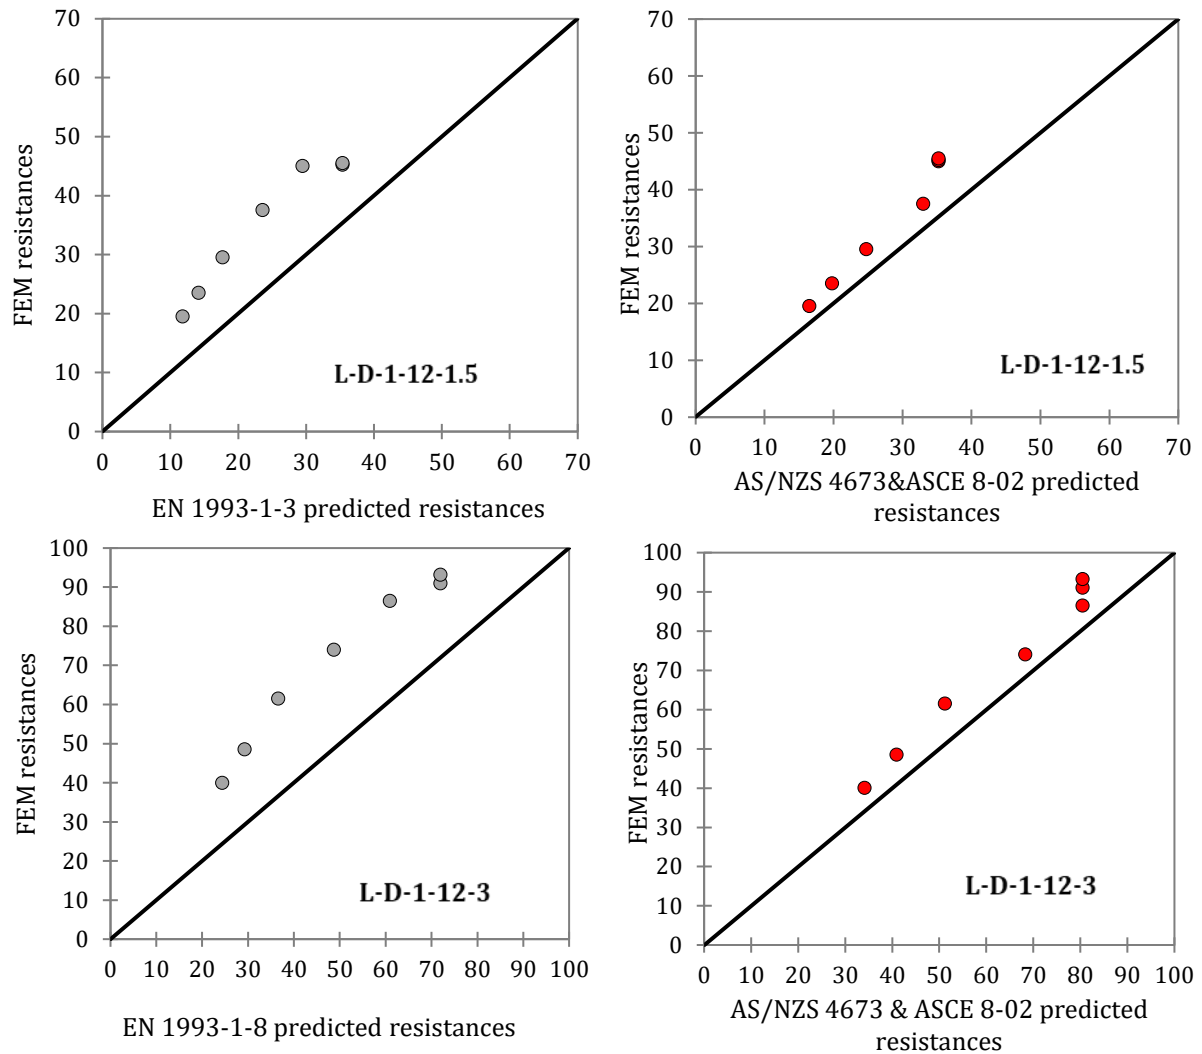 70
60
50
40
30
20
10
0
FEM resistances
L-D-1-12-1.5
0 10 20 30 40 50 60 70
EN 1993-1-3 predicted resistances
70
60
50
40
30
20
10
0
FEM resistances
L-D-1-12-1.5
0 10 20 30 40 50 60 70
AS/NZS 4673&ASCE 8-02 predicted
resistances
100
90
80
70
60
50
40
30
20
10
0
FEM resistances
L-D-1-12-3
0 10 20 30 40 50 60 70 80 90 100
EN 1993-1-8 predicted resistances
100
90
80
70
60
50
40
30
20
10
0
FEM resistances
L-D-1-12-3
0 10 20 30 40 50 60 70 80 90 100
AS/NZS 4673 & ASCE 8-02 predicted
resistances